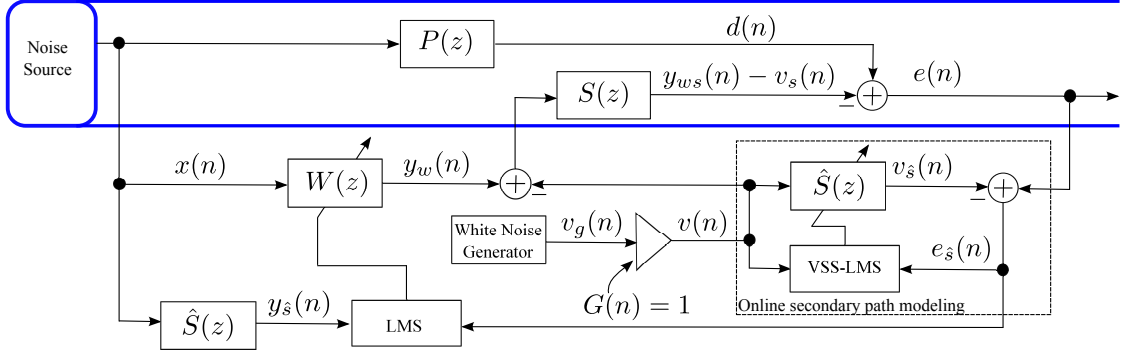 Noise
Source
P(z)
d(n)
S(z)
y_{ws}(n) − v_s(n)
−
+
e(n)
x(n)
W(z)
y_w(n)
+
−
Ŝ(z)
v_ŝ(n)
−
+
White Noise
Generator
v_g(n)
v(n)
G(n) = 1
VSS-LMS
e_ŝ(n)
Online secondary path modeling
Ŝ(z)
y_ŝ(n)
LMS